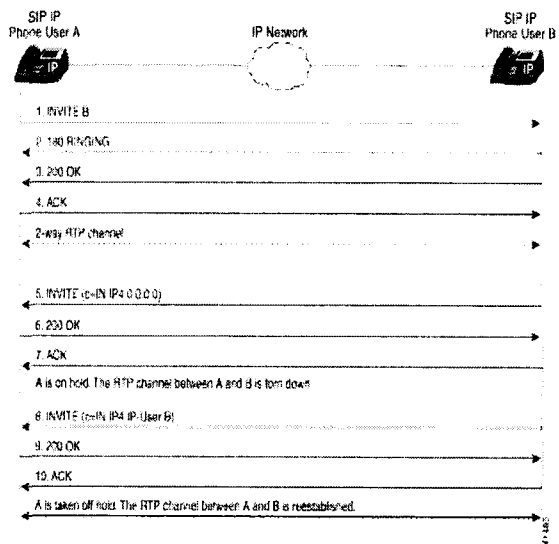 SIP IP
Phone User A
IP Network
SIP IP
Phone User B
IP
IP
1. INVITE B
2. 180 RINGING
3. 200 OK
4. ACK
2-way RTP channel
5. INVITE (c=IN IP4 0.0.0.0)
6. 200 OK
7. ACK
A is on hold. The RTP channel between A and B is torn down.
8. INVITE (c=IN IP4 IP-User B)
9. 200 OK
10. ACK
A is taken off hold. The RTP channel between A and B is reestablished.